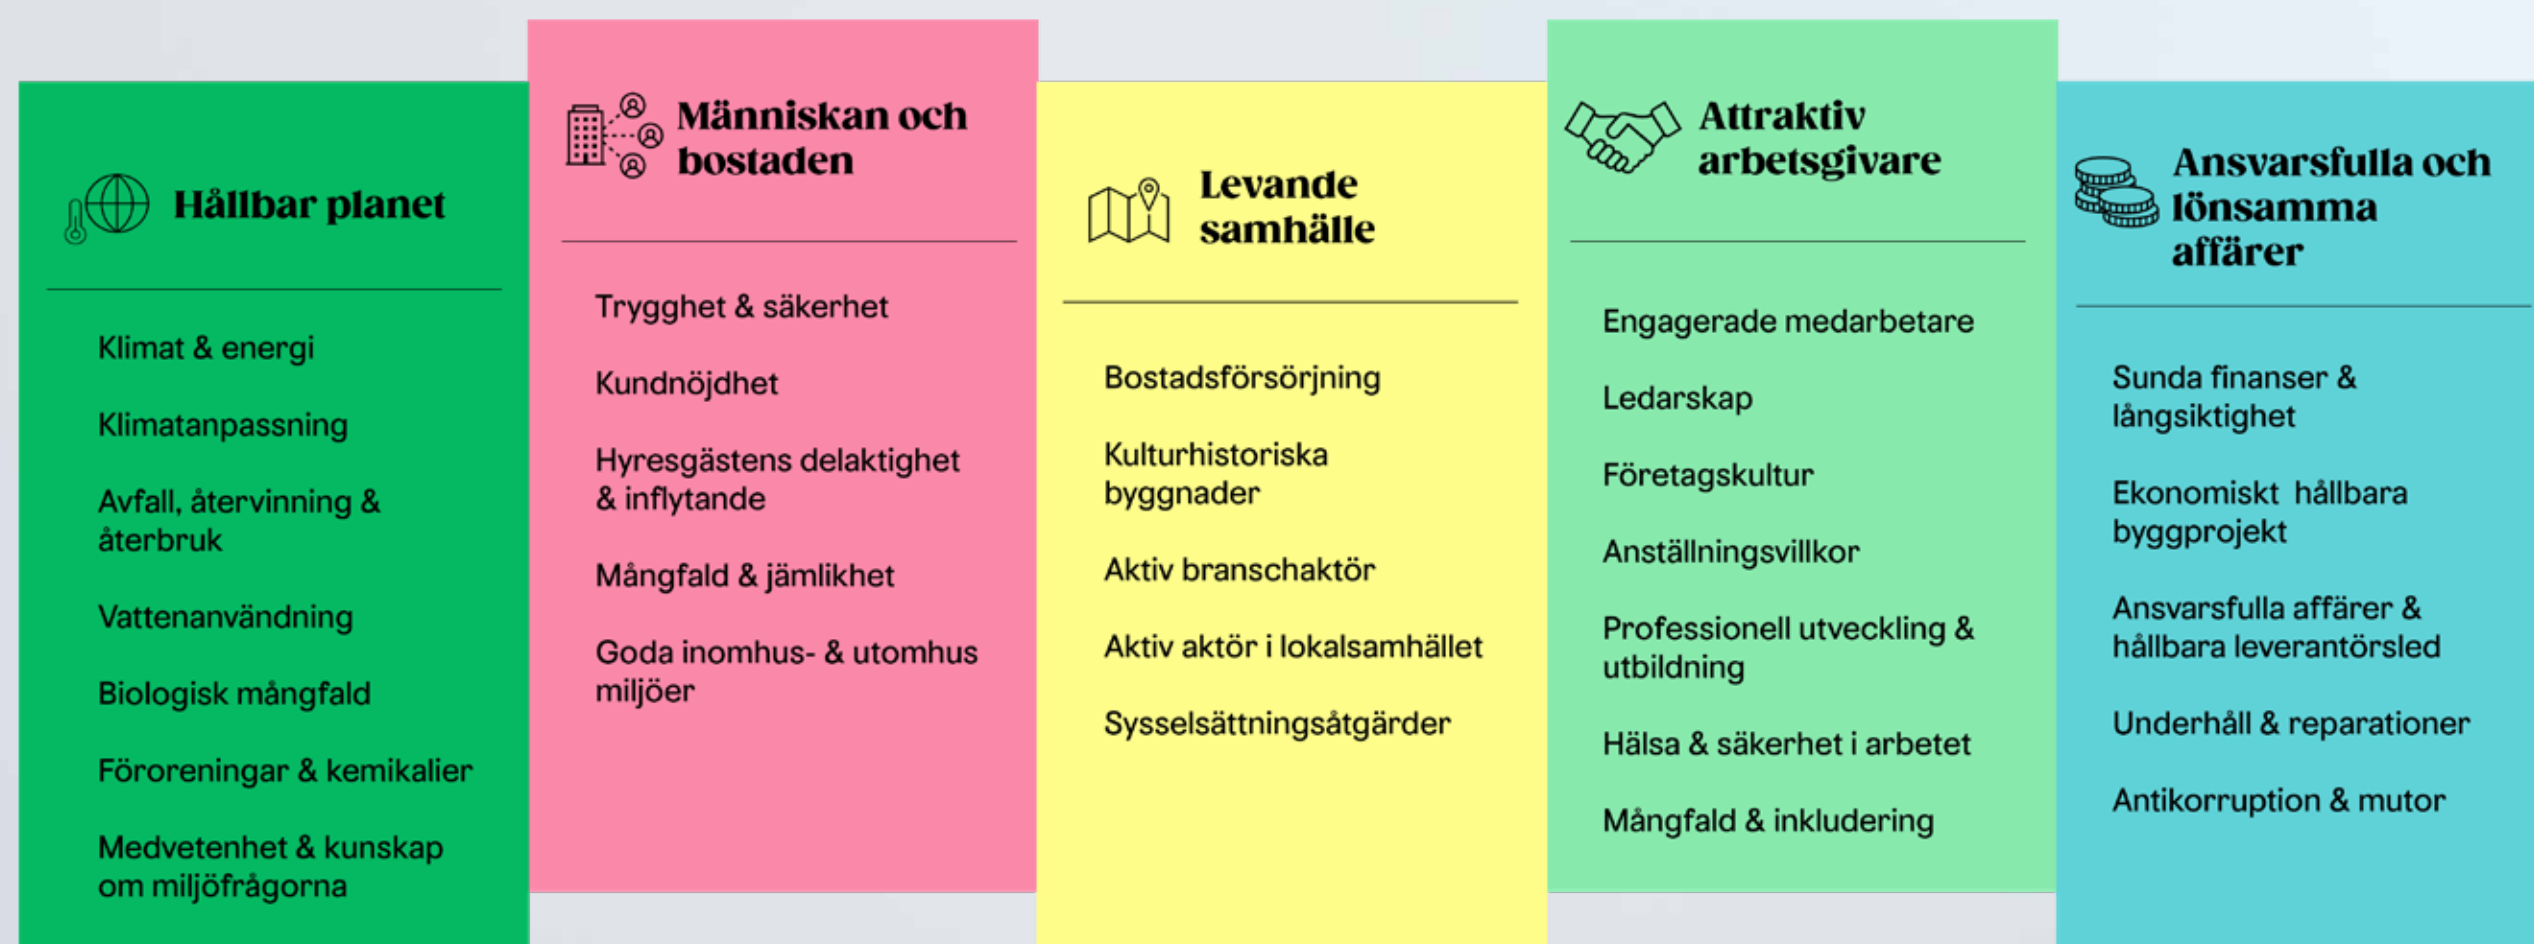 Hållbar planet
Klimat & energi
Klimatanpassning
Avfall, återvinning &
återbruk
Vattenanvändning
Biologisk mångfald
Föroreningar & kemikalier
Medvetenhet & kunskap
om miljöfrågorna
Människan och
bostaden
Trygghet & säkerhet
Kundnöjdhet
Hyresgästens delaktighet
& inflytande
Mångfald & jämlikhet
Goda inomhus- & utomhus
miljöer
Levande
samhälle
Bostadsförsörjning
Kulturhistoriska
byggnader
Aktiv branschaktör
Aktiv aktör i lokalsamhället
Sysselsättningsåtgärder
Attraktiv
arbetsgivare
Engagerade medarbetare
Ledarskap
Företagskultur
Anställningsvillkor
Professionell utveckling &
utbildning
Hälsa & säkerhet i arbetet
Mångfald & inkludering
Ansvarsfulla och
lönsamma
affärer
Sunda finanser &
långsiktighet
Ekonomiskt  hållbara
byggprojekt
Ansvarsfulla affärer &
hållbara leverantörsled
Underhåll & reparationer
Antikorruption & mutor